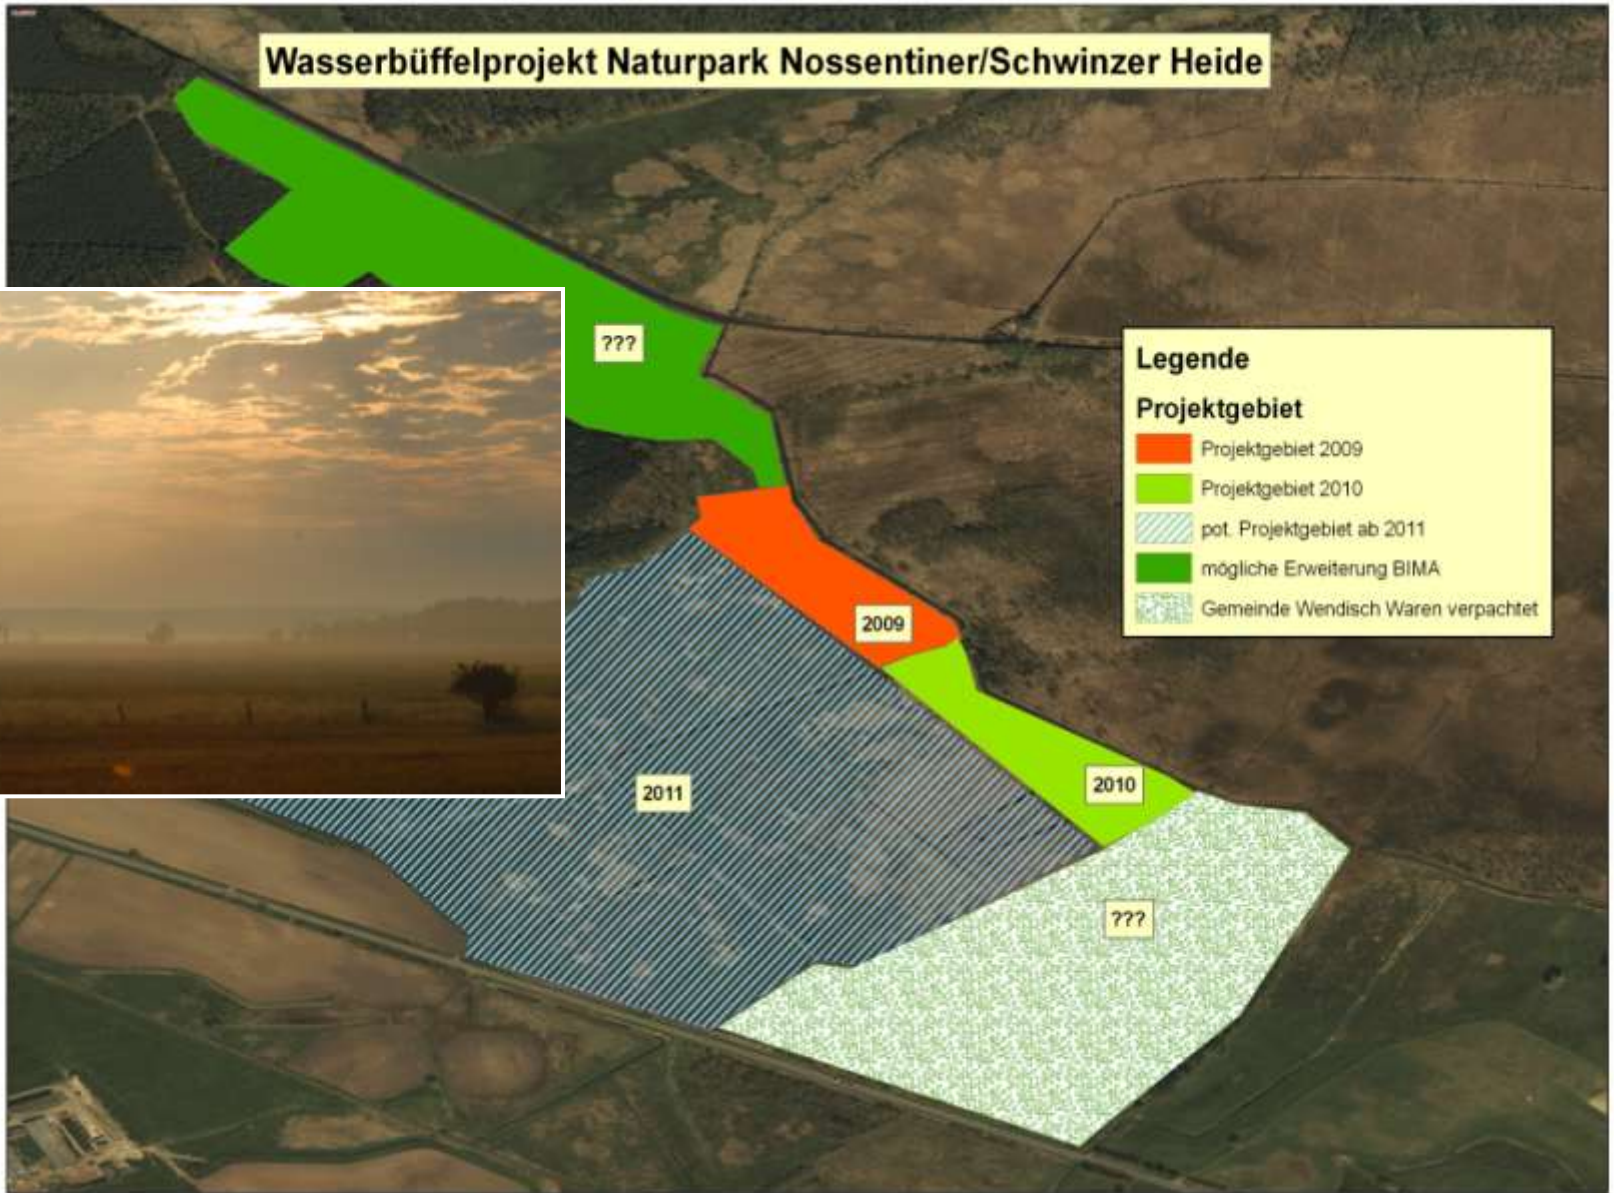 Wasserbüffelprojekt Naturpark Nossentiner/Schwinzer Heide
???
Legende
Projektgebiet
Projektgebiet 2009
Projektgebiet 2010
pot. Projektgebiet ab 2011
mögliche Erweiterung BIMA
Gemeinde Wendisch Waren verpachtet
2009
2010
2011
???